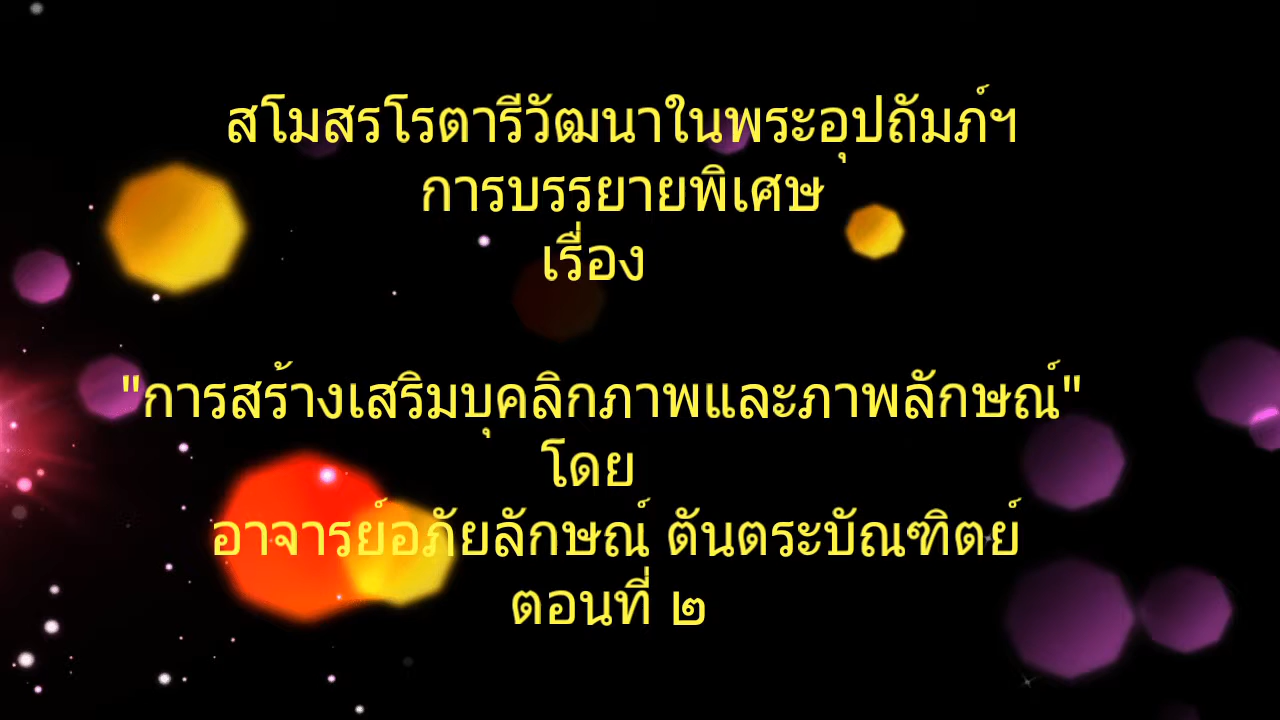 สโมสรโรตารีวัฒนาในพระอุปถัมภ์ฯ
การบรรยายพิเศษ
เรื่อง
"การสร้างเสริมบุคลิกภาพและภาพลักษณ์"
โดย
อาจารย์อภัยลักษณ์ ตันตระบัณฑิตย์
ตอนที่ ๒